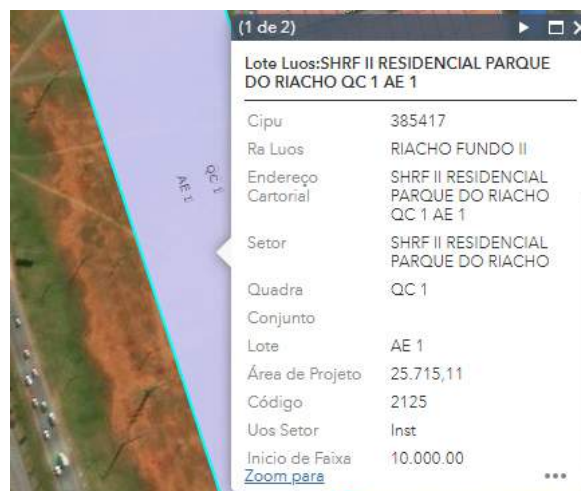 (1 de 2)
Lote Luos:SHRF II RESIDENCIAL PARQUE
DO RIACHO QC 1 AE 1
Cipu 385417
Ra Luos RIACHO FUNDO II
Endereço SHRF II RESIDENCIAL
Cartorial PARQUE DO RIACHO
QC 1 AE 1
Setor SHRF II RESIDENCIAL
PARQUE DO RIACHO
Quadra QC 1
Conjunto
Lote AE 1
Área de Projeto 25.715,11
Código 2125
Uos Setor Inst
Inicio de Faixa 10.000.00
Zoom para
QC 1
AE 1